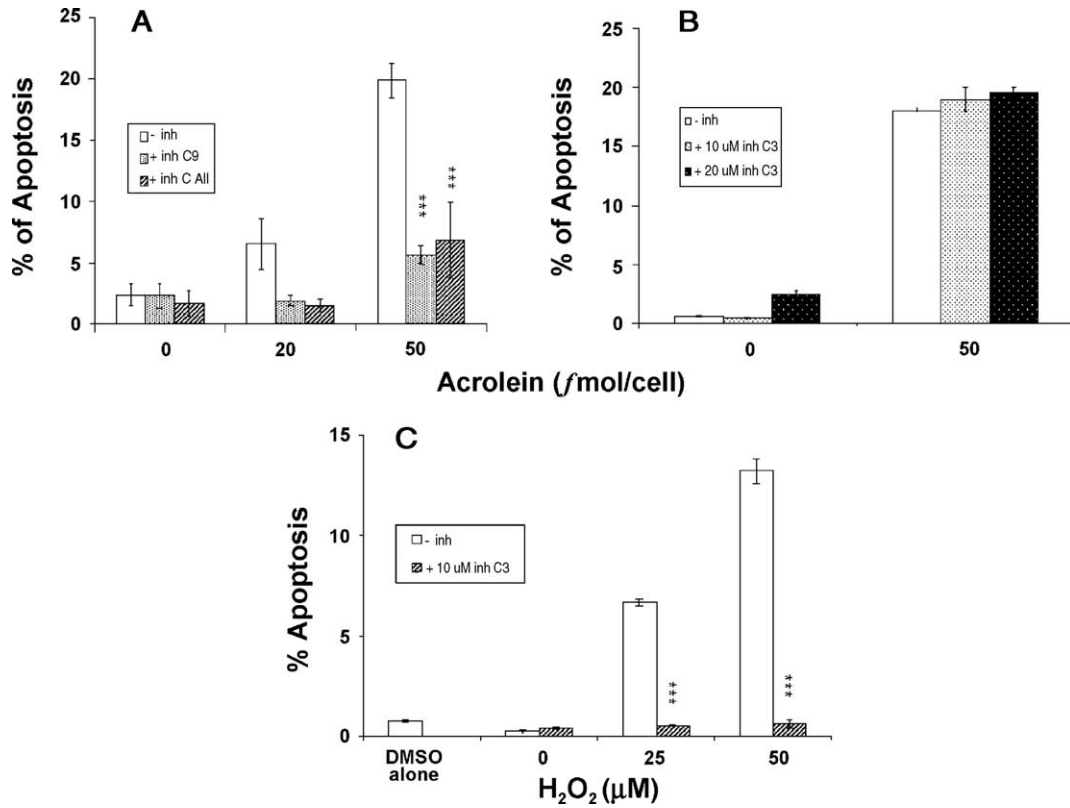 A
% of Apoptosis
25
20
15
10
5
0
- inh
+ inh C9
+ inh C All
***
***
0 20 50
B
% of Apoptosis
25
20
15
10
5
0
- inh
+ 10 uM inh C3
+ 20 uM inh C3
0 50
Acrolein (fmol/cell)
C
% Apoptosis
15
10
5
0
- inh
+ 10 uM inh C3
***
***
DMSO
alone
0 25 50
H₂O₂ (μM)